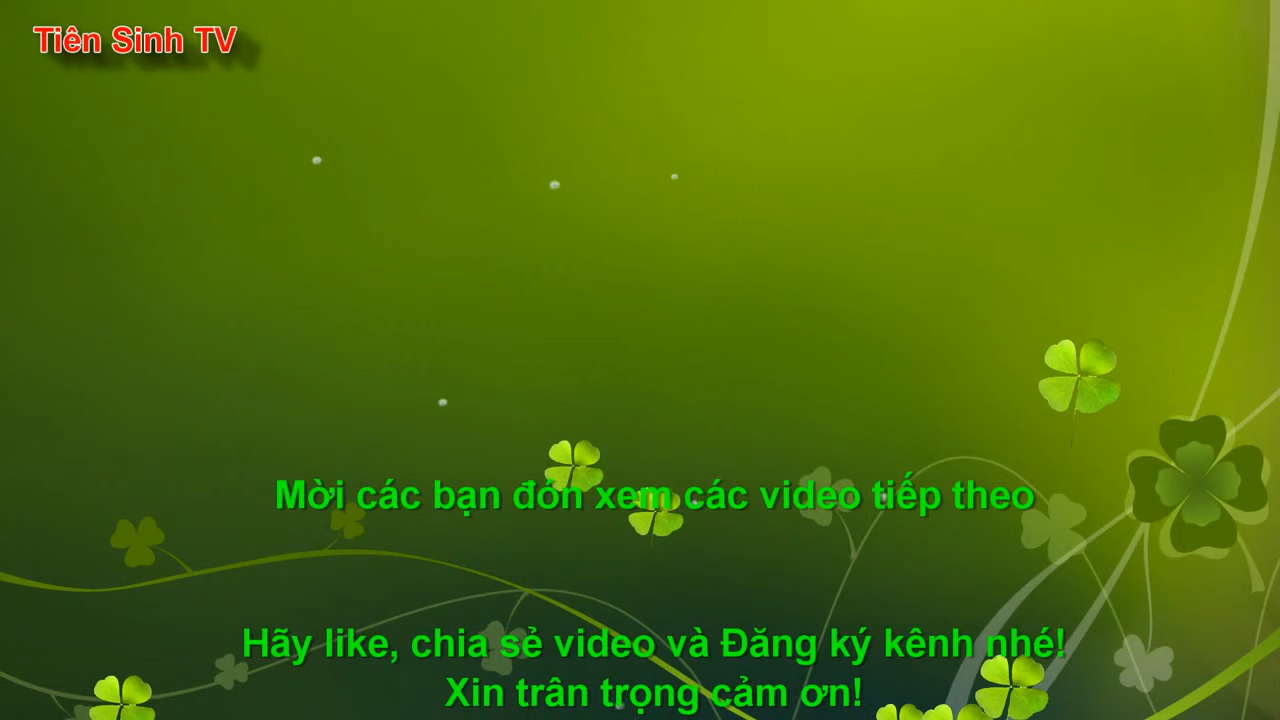 Tiên Sinh TV
Mời các bạn đón xem các video tiếp theo
Hãy like, chia sẻ video và Đăng ký kênh nhé!
Xin trân trọng cảm ơn!